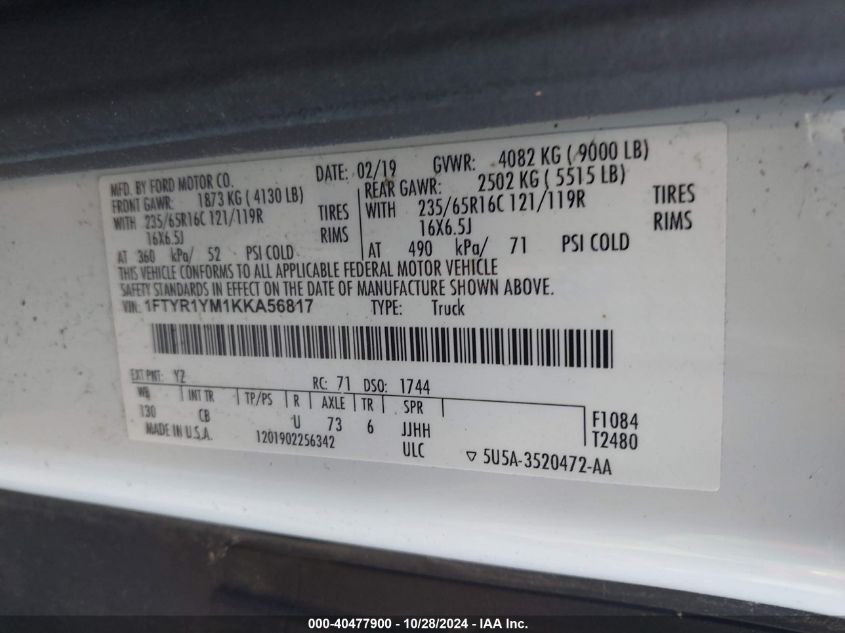 MFD. BY FORD MOTOR CO. DATE: 02/19 GVWR: 4082 KG ( 9000 LB)
FRONT GAWR: 1873 KG ( 4130 LB) REAR GAWR: 2502 KG ( 5515 LB)
WITH 235/65R16C 121/119R TIRES WITH 235/65R16C 121/119R TIRES
16X6.5J RIMS 16X6.5J RIMS
AT 360 kPa/ 52 PSI COLD AT 490 kPa/ 71 PSI COLD
THIS VEHICLE CONFORMS TO ALL APPLICABLE FEDERAL MOTOR VEHICLE
SAFETY STANDARDS IN EFFECT ON THE DATE OF MANUFACTURE SHOWN ABOVE.
VIN: 1FTYR1YM1KKA56817 TYPE: Truck
EXT PNT: YZ RC: 71 DSO: 1744
WB INT TR TP/PS R AXLE TR SPR
130 CB U 73 6 JJHH F1084
MADE IN U.S.A. 1201902256342 ULC T2480
▽ 5U5A-3520472-AA
000-40477900 - 10/28/2024 - IAA Inc.